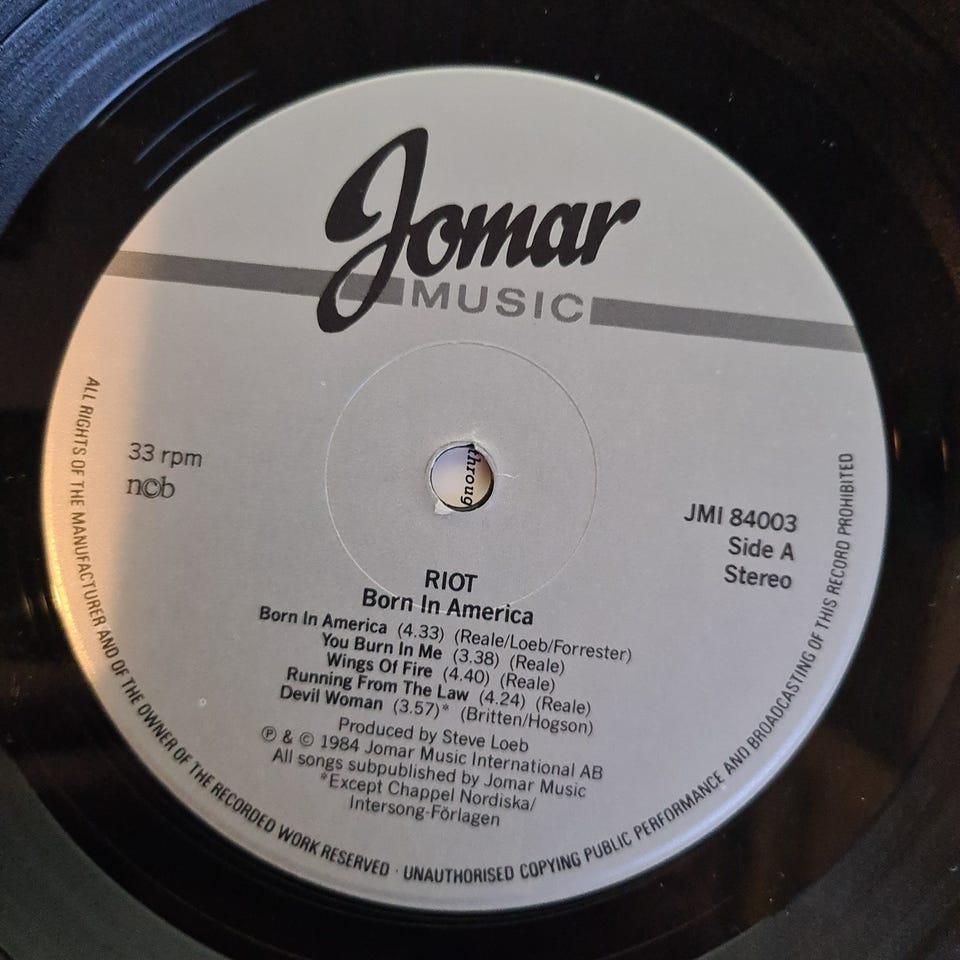 Jomar
MUSIC
33 rpm
n©b
JMI 84003
Side A
Stereo
throug
RIOT
Born In America
Born In America (4.33) (Reale/Loeb/Forrester)
You Burn In Me (3.38) (Reale)
Wings Of Fire (4.40) (Reale)
Running From The Law (4.24) (Reale)
Devil Woman (3.57)* (Britten/Hogson)
Produced by Steve Loeb
℗ & © 1984 Jomar Music International AB
All songs subpublished by Jomar Music
*Except Chappel Nordiska/
Intersong-Förlagen
ALL RIGHTS OF THE MANUFACTURER AND OF THE OWNER OF THE RECORDED WORK RESERVED · UNAUTHORISED COPYING PUBLIC PERFORMANCE AND BROADCASTING OF THIS RECORD PROHIBITED